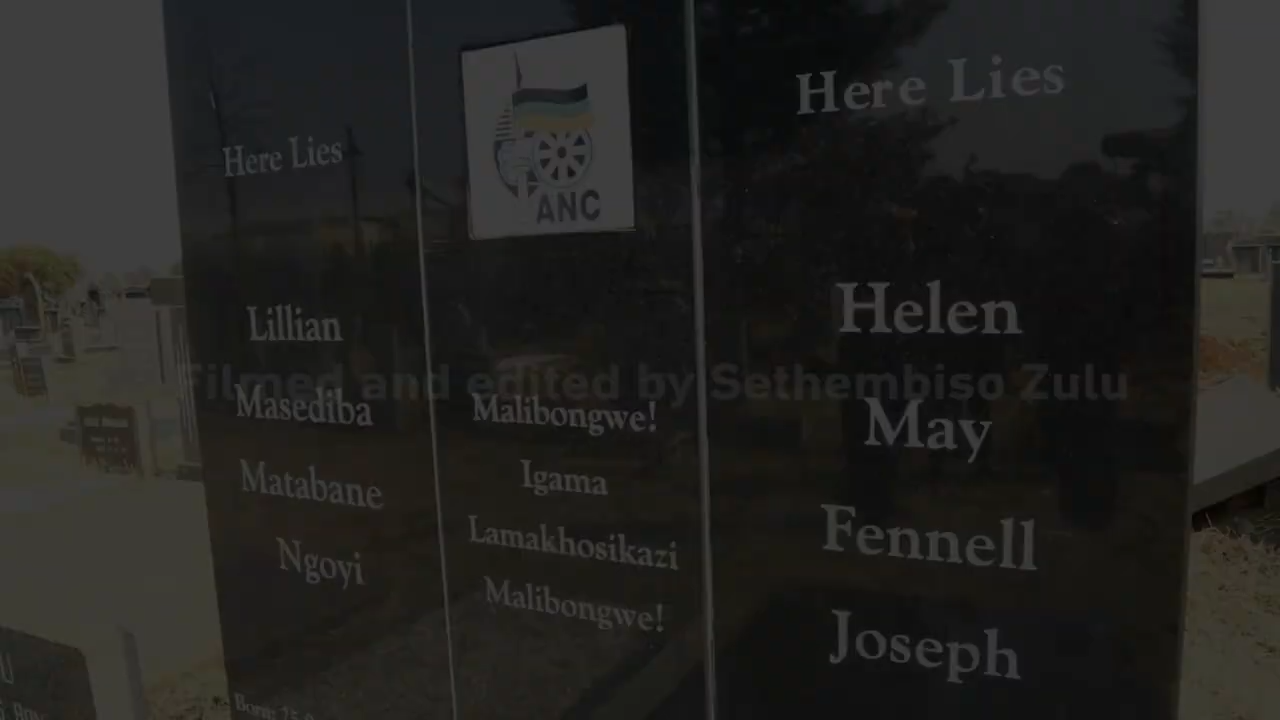 Here Lies
Lillian
Masediba
Matabane
Ngoyi
ANC
Malibongwe!
Igama
Lamakhosikazi
Malibongwe!
Here Lies
Helen
May
Fennell
Joseph
Filmed and edited by Sethembiso Zulu